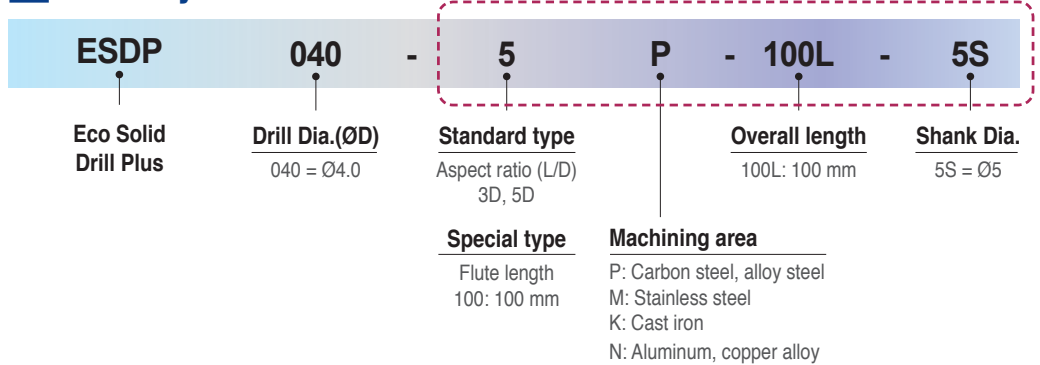 ESDP 040 - 5 P - 100L - 5S
Eco Solid
Drill Plus
Drill Dia.(ØD)
040 = Ø4.0
Standard type
Aspect ratio (L/D)
3D, 5D
Special type
Flute length
100: 100 mm
Machining area
P: Carbon steel, alloy steel
M: Stainless steel
K: Cast iron
N: Aluminum, copper alloy
Overall length
100L: 100 mm
Shank Dia.
5S = Ø5